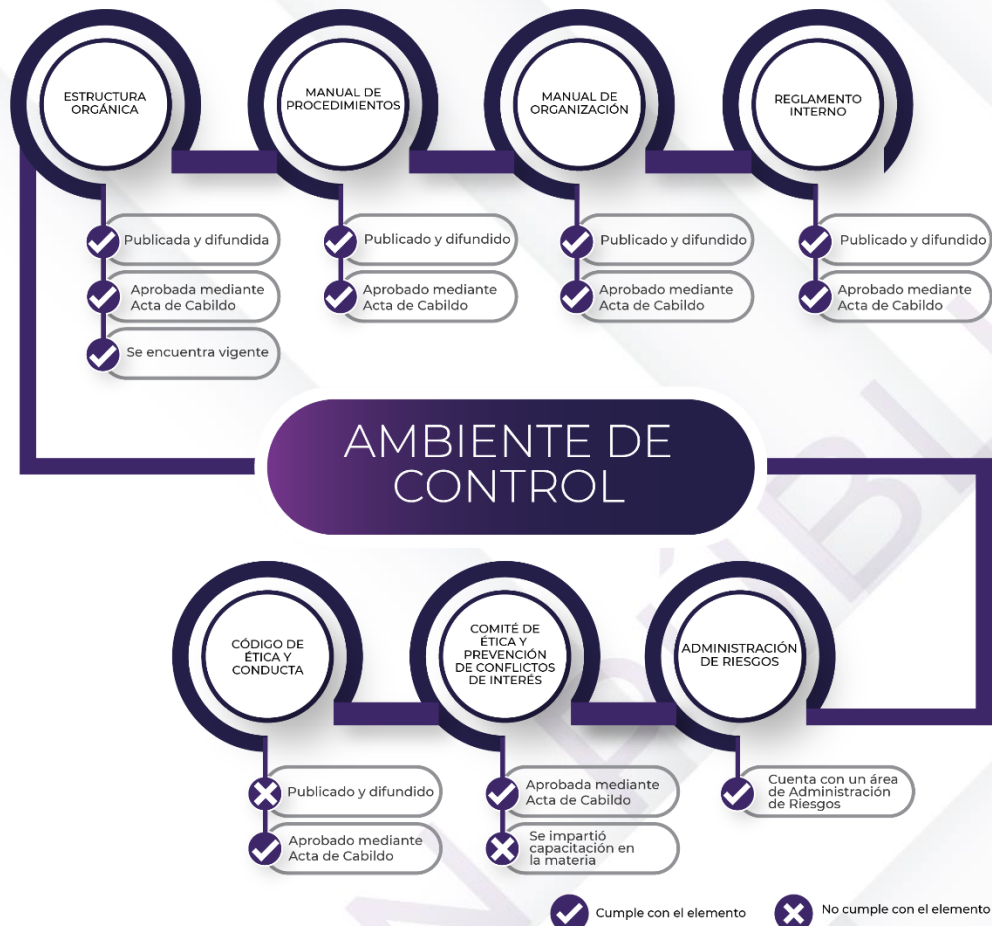 ESTRUCTURA
ORGÁNICA
MANUAL DE
PROCEDIMIENTOS
MANUAL DE
ORGANIZACIÓN
REGLAMENTO
INTERNO
Publicada y difundida
Aprobada mediante
Acta de Cabildo
Se encuentra vigente
Publicado y difundido
Aprobado mediante
Acta de Cabildo
Publicado y difundido
Aprobado mediante
Acta de Cabildo
Publicado y difundido
Aprobado mediante
Acta de Cabildo
AMBIENTE DE
CONTROL
CÓDIGO DE
ÉTICA Y
CONDUCTA
COMITÉ DE
ÉTICA Y
PREVENCIÓN
DE CONFLICTOS
DE INTERÉS
ADMINISTRACIÓN
DE RIESGOS
Publicado y difundido
Aprobado mediante
Acta de Cabildo
Aprobada mediante
Acta de Cabildo
Se impartió
capacitación en
la materia
Cuenta con un área
de Administración
de Riesgos
Cumple con el elemento
No cumple con el elemento